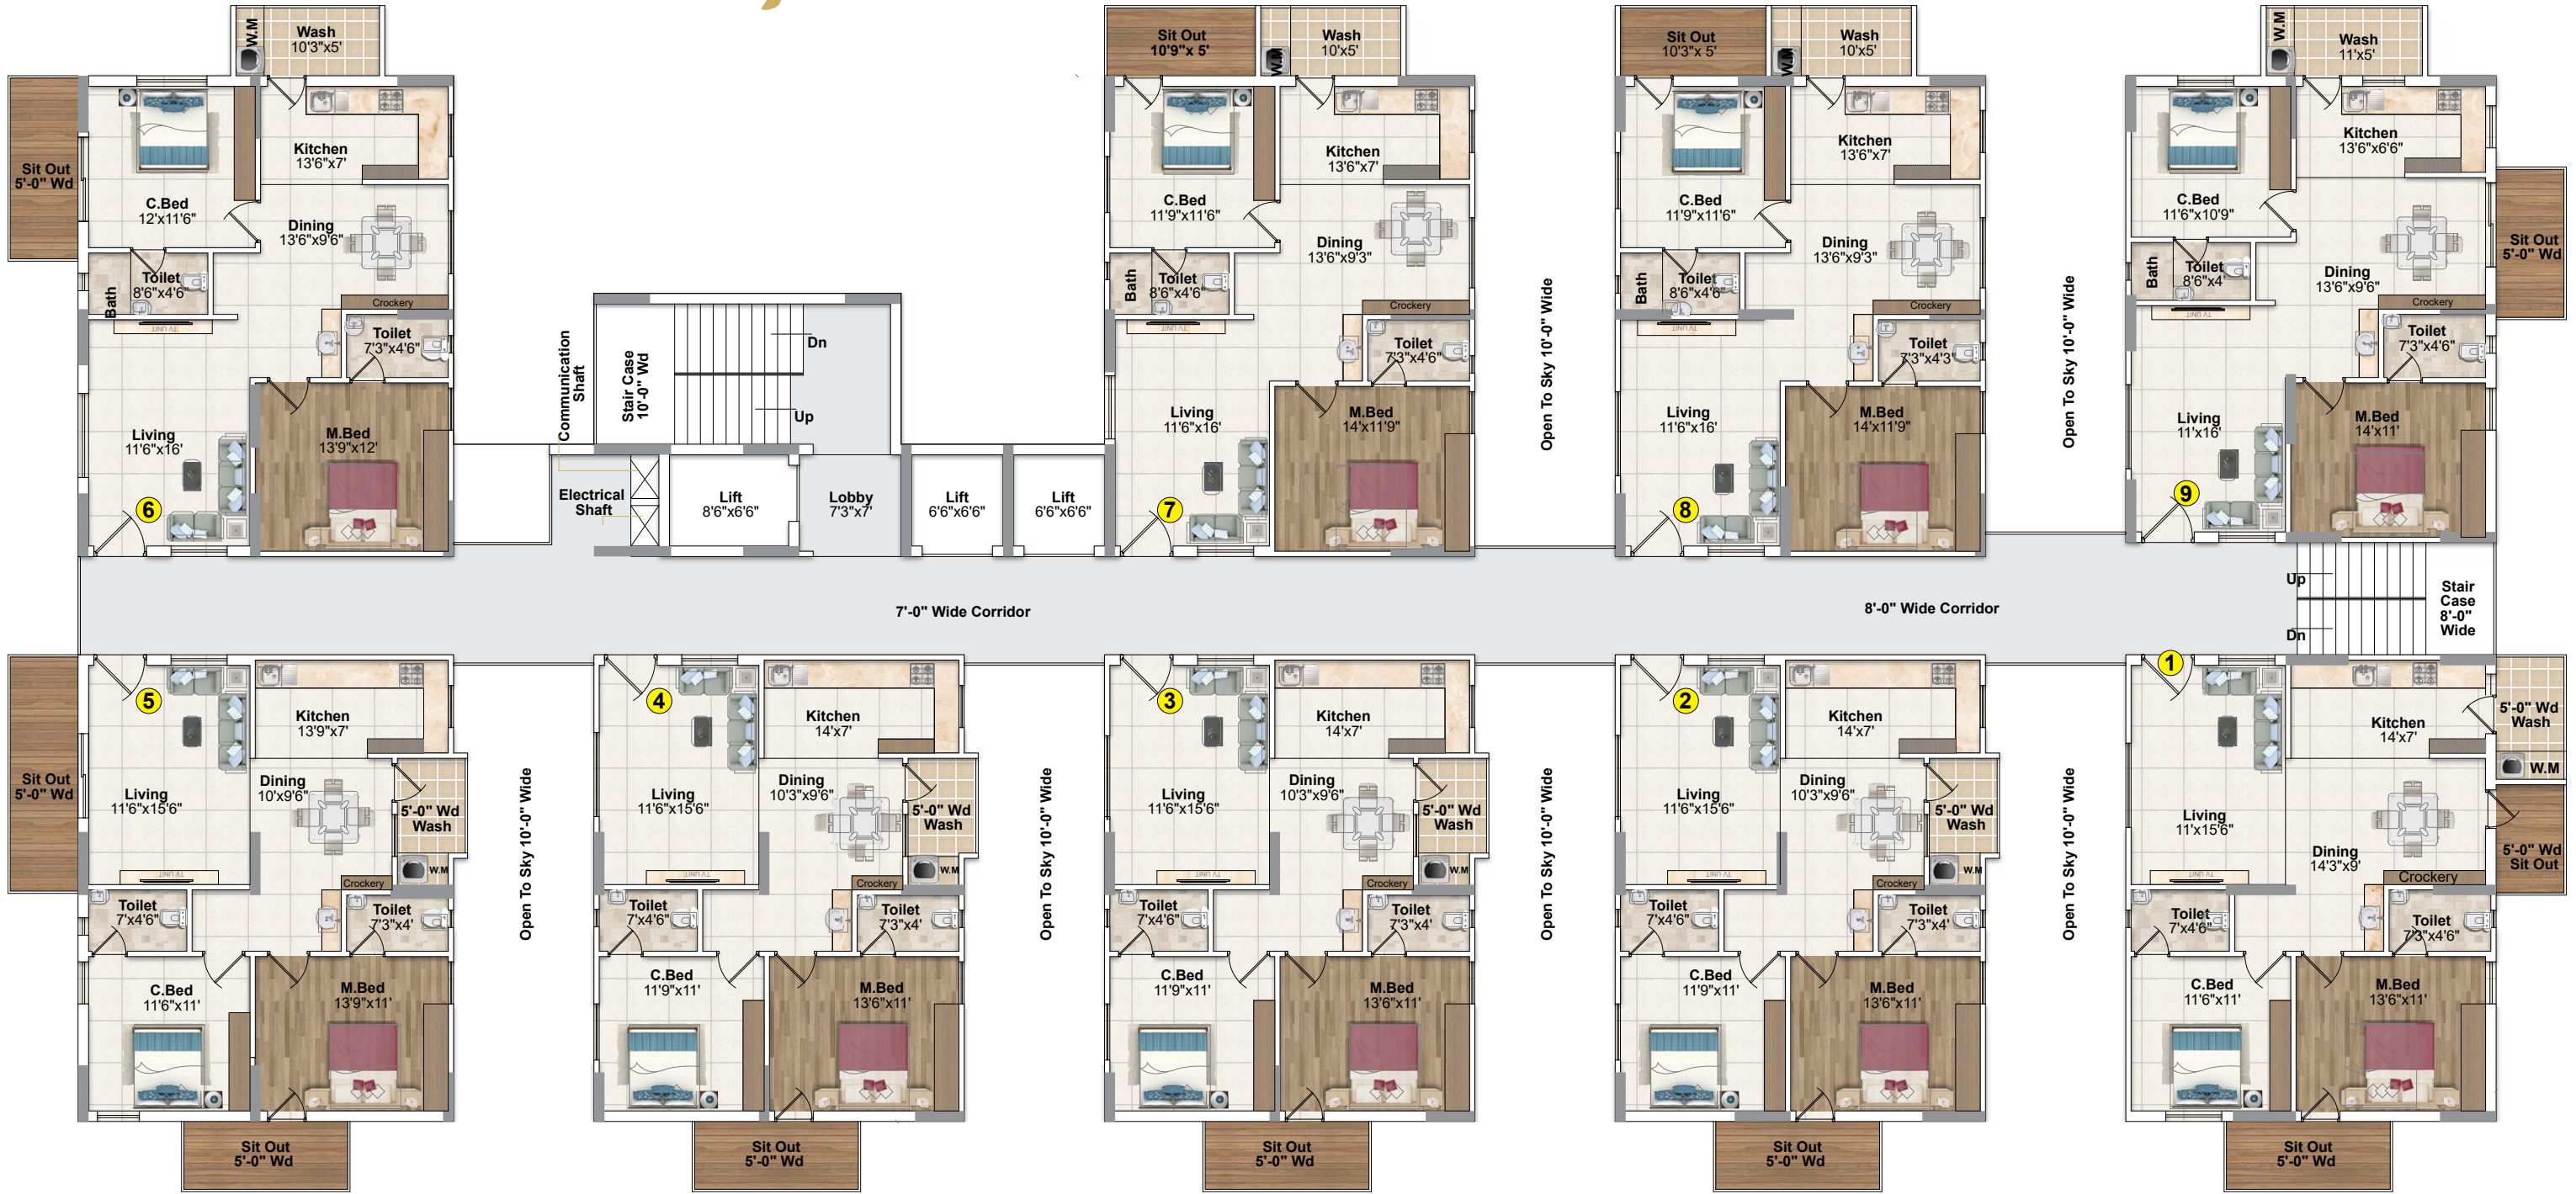 W.M
Wash
10'3"x5'
Sit Out
5'-0" Wd
C.Bed
12'x11'6"
Kitchen
13'6"x7'
Dining
13'6"x9'6"
Bath
Toilet
8'6"x4'6"
Crockery
TV UNIT
Toilet
7'3"x4'6"
Living
11'6"x16'
M.Bed
13'9"x12'
6
Communication
Shaft
Stair Case
10'-0" Wd
Dn
Up
Electrical
Shaft
Lift
8'6"x6'6"
Lobby
7'3"x7'
Lift
6'6"x6'6"
Lift
6'6"x6'6"
Sit Out
10'9"x 5'
W.M
Wash
10'x5'
C.Bed
11'9"x11'6"
Kitchen
13'6"x7'
Dining
13'6"x9'3"
Bath
Toilet
8'6"x4'6"
Crockery
TV UNIT
Toilet
7'3"x4'6"
Living
11'6"x16'
M.Bed
14'x11'9"
7
Open To Sky 10'-0" Wide
Sit Out
10'3"x 5'
W.M
Wash
10'x5'
C.Bed
11'9"x11'6"
Kitchen
13'6"x7'
Dining
13'6"x9'3"
Bath
Toilet
8'6"x4'6"
Crockery
TV UNIT
Toilet
7'3"x4'3"
Living
11'6"x16'
M.Bed
14'x11'9"
8
Open To Sky 10'-0" Wide
W.M
Wash
11'x5'
C.Bed
11'6"x10'9"
Kitchen
13'6"x6'6"
Sit Out
5'-0" Wd
Dining
13'6"x9'6"
Bath
Toilet
8'6"x4'
Crockery
TV UNIT
Toilet
7'3"x4'6"
Living
11'x16'
M.Bed
14'x11'
9
7'-0" Wide Corridor
8'-0" Wide Corridor
Up
Dn
Stair
Case
8'-0"
Wide
5
Sit Out
5'-0" Wd
Living
11'6"x15'6"
Kitchen
13'9"x7'
Dining
10'x9'6"
5'-0" Wd
Wash
W.M
Crockery
TV UNIT
Toilet
7'x4'6"
Toilet
7'3"x4'
C.Bed
11'6"x11'
M.Bed
13'9"x11'
Sit Out
5'-0" Wd
Open To Sky 10'-0" Wide
4
Living
11'6"x15'6"
Kitchen
14'x7'
Dining
10'3"x9'6"
5'-0" Wd
Wash
W.M
Crockery
TV UNIT
Toilet
7'x4'6"
Toilet
7'3"x4'
C.Bed
11'9"x11'
M.Bed
13'6"x11'
Sit Out
5'-0" Wd
Open To Sky 10'-0" Wide
3
Living
11'6"x15'6"
Kitchen
14'x7'
Dining
10'3"x9'6"
5'-0" Wd
Wash
W.M
Crockery
TV UNIT
Toilet
7'x4'6"
Toilet
7'3"x4'
C.Bed
11'9"x11'
M.Bed
13'6"x11'
Sit Out
5'-0" Wd
Open To Sky 10'-0" Wide
2
Living
11'6"x15'6"
Kitchen
14'x7'
Dining
10'3"x9'6"
5'-0" Wd
Wash
W.M
Crockery
TV UNIT
Toilet
7'x4'6"
Toilet
7'3"x4'
C.Bed
11'9"x11'
M.Bed
13'6"x11'
Sit Out
5'-0" Wd
Open To Sky 10'-0" Wide
1
Living
11'x15'6"
Kitchen
14'x7'
5'-0" Wd
Wash
W.M
Dining
14'3"x9'
5'-0" Wd
Sit Out
Crockery
TV UNIT
Toilet
7'x4'6"
Toilet
7'3"x4'6"
C.Bed
11'6"x11'
M.Bed
13'6"x11'
Sit Out
5'-0" Wd